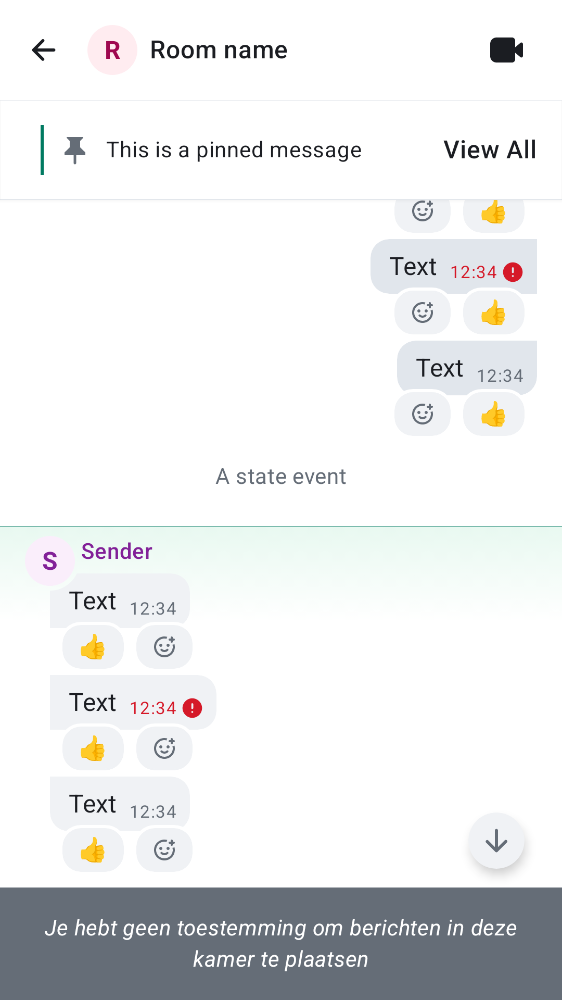 R Room name
This is a pinned message View All
👍
Text 12:34
👍
Text 12:34
👍
A state event
S Sender
Text 12:34
👍
Text 12:34
👍
Text 12:34
👍
Je hebt geen toestemming om berichten in deze
kamer te plaatsen